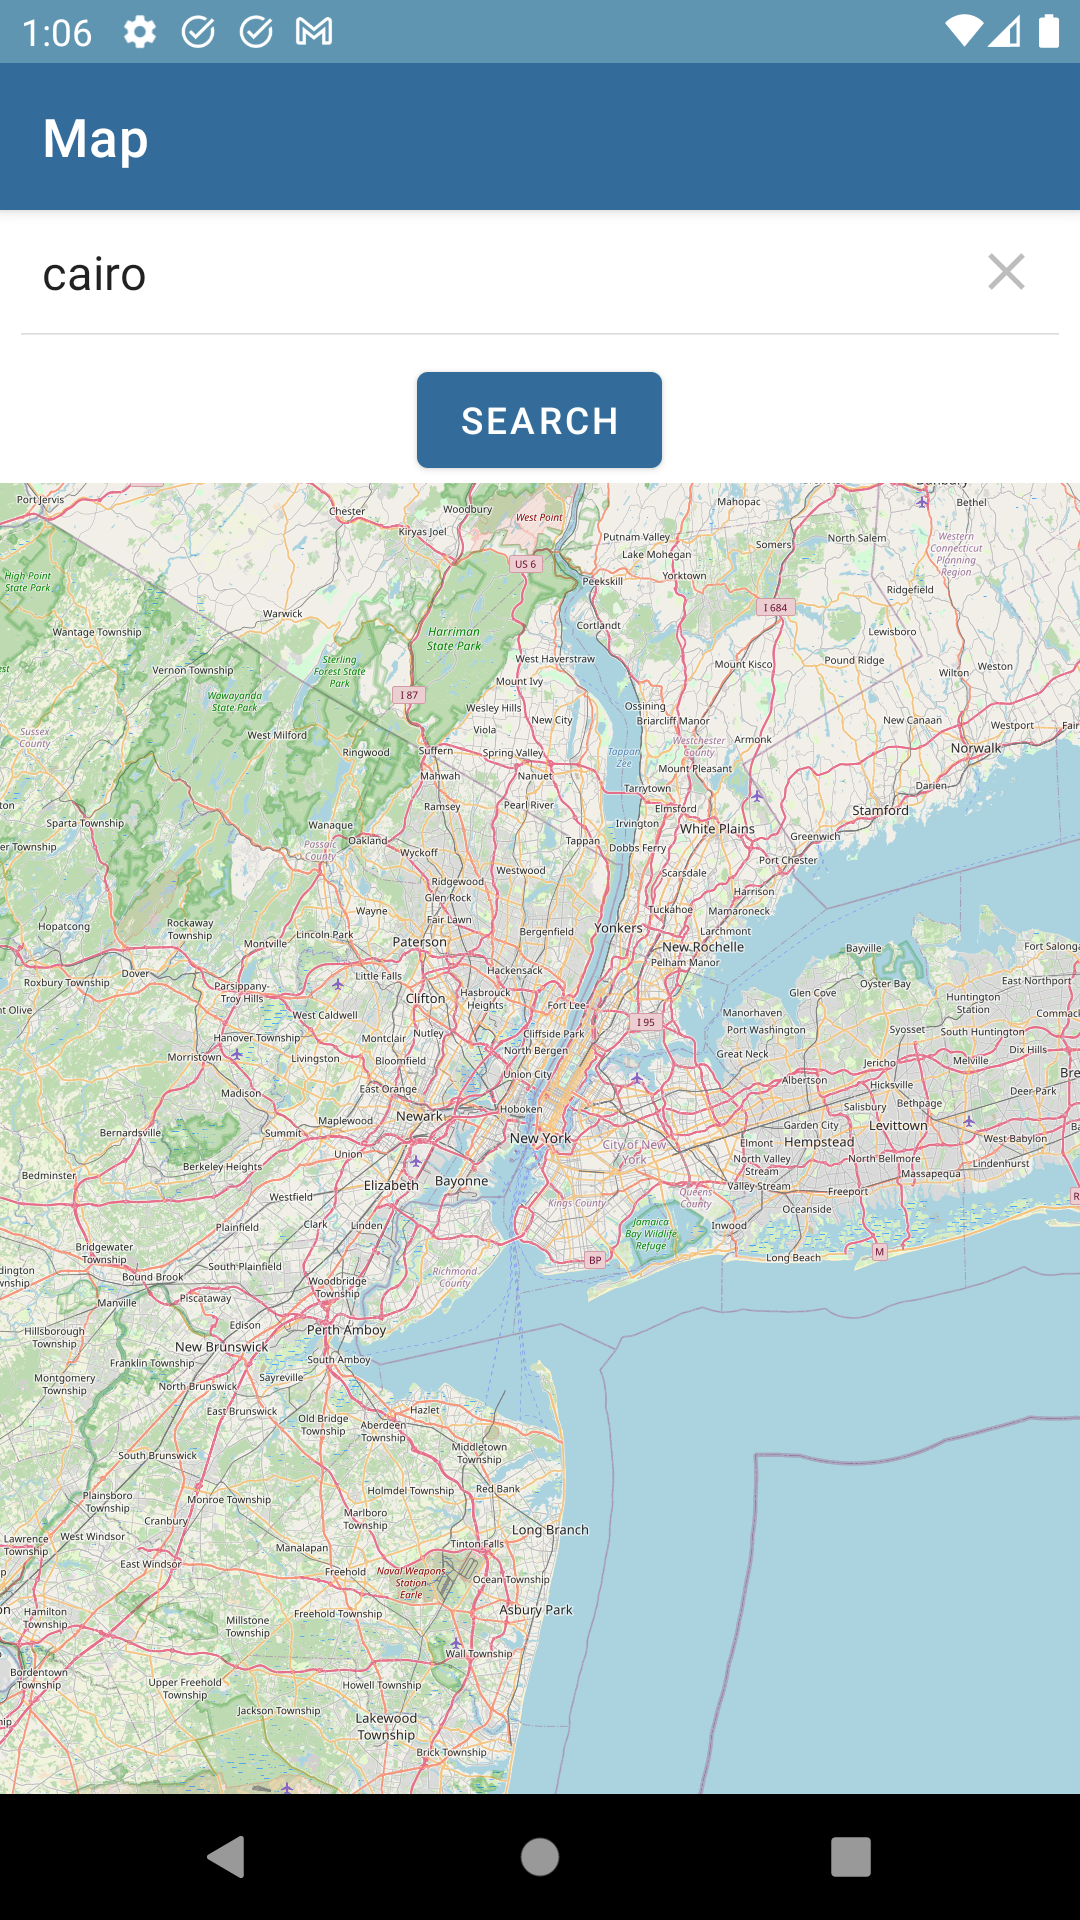 1:06
Map
cairo
SEARCH
Port Jervis
Chester
Woodbury
West Point
Mahopac
Bethel
Kiryas Joel
Putnam Valley
Lake Mohegan
Somers
North Salem
Western
Connecticut
Planning
Region
US 6
High Point
State Park
Peekskill
Yorktown
Ridgefield
Warwick
I 684
Wantage Township
Harriman
State Park
Cortlandt
Lewisboro
Vernon Township
Sterling
Forest State
Park
West Haverstraw
Mount Kisco
Pound Ridge
Weston
Wilton
Wawayanda
State Park
I 87
Mount Ivy
Wesley Hills
New City
Ossining
Briarcliff Manor
New Canaan
Westport
Sussex
County
West Milford
Viola
Tappan
Zee
Westchester
County
Armonk
Norwalk
Ringwood
Suffern
Spring Valley
Mahwah
Nanuet
Mount Pleasant
Tarrytown
Darien
Ramsey
Pearl River
Elmsford
Stamford
Sparta Township
Wanaque
Irvington
White Plains
Greenwich
Passaic
County
Oakland
Wyckoff
Tappan
Dobbs Ferry
Port Chester
Westwood
Scarsdale
Ridgewood
Glen Rock
Harrison
Hopatcong
Rockaway
Township
Wayne
Fair Lawn
Bergenfield
Yonkers
Tuckahoe
Mamaroneck
Lincoln Park
Montville
Paterson
Larchmont
New Rochelle
Bayville
Fort Salonga
Pelham Manor
Dover
Roxbury Township
Little Falls
Hackensack
Oyster Bay
East Northport
Parsippany-
Troy Hills
Clifton
Hasbrouck
Heights
Fort Lee
Glen Cove
Huntington
Station
West Caldwell
I 95
Manorhaven
Port Washington
Syosset
South Huntington
Hanover Township
Montclair
Nutley
Cliffside Park
North Bergen
Great Neck
Dix Hills
Morristown
Livingston
Bloomfield
Union City
Jericho
Melville
Madison
East Orange
Albertson
Hicksville
Deer Park
Newark
Hoboken
Salisbury
Bethpage
Maplewood
Garden City
Levittown
Bernardsville
Summit
New York
City of New
York
Elmont
Hempstead
West Babylon
Union
North Valley
Stream
North Bellmore
Lindenhurst
Bedminster
Berkeley Heights
Elizabeth
Bayonne
Valley Stream
Massapequa
Westfield
Kings County
Queens
County
Freeport
Oceanside
Plainfield
Clark
Linden
Jamaica
Bay Wildlife
Refuge
Inwood
Bridgewater
Township
South Plainfield
BP
Long Beach
M
Bound Brook
Richmond
County
Woodbridge
Township
Manville
Piscataway
Edison
Hillsborough
Township
New Brunswick
Perth Amboy
Franklin Township
South Amboy
Montgomery
Township
North Brunswick
Sayreville
East Brunswick
Old Bridge
Township
Hazlet
Aberdeen
Township
South Brunswick
Middletown
Township
Plainsboro
Township
Monroe Township
Holmdel Township
Red Bank
Cranbury
Marlboro
Township
Lawrence
Township
West Windsor
Manalapan
Tinton Falls
Long Branch
East Windsor
Freehold
Naval Weapons
Station
Earle
Ocean Township
Hamilton
Township
Millstone
Township
Freehold Township
Asbury Park
Wall Township
Bordentown
Township
Upper Freehold
Township
Howell Township
Jackson Township
Lakewood
Township
Brick Township